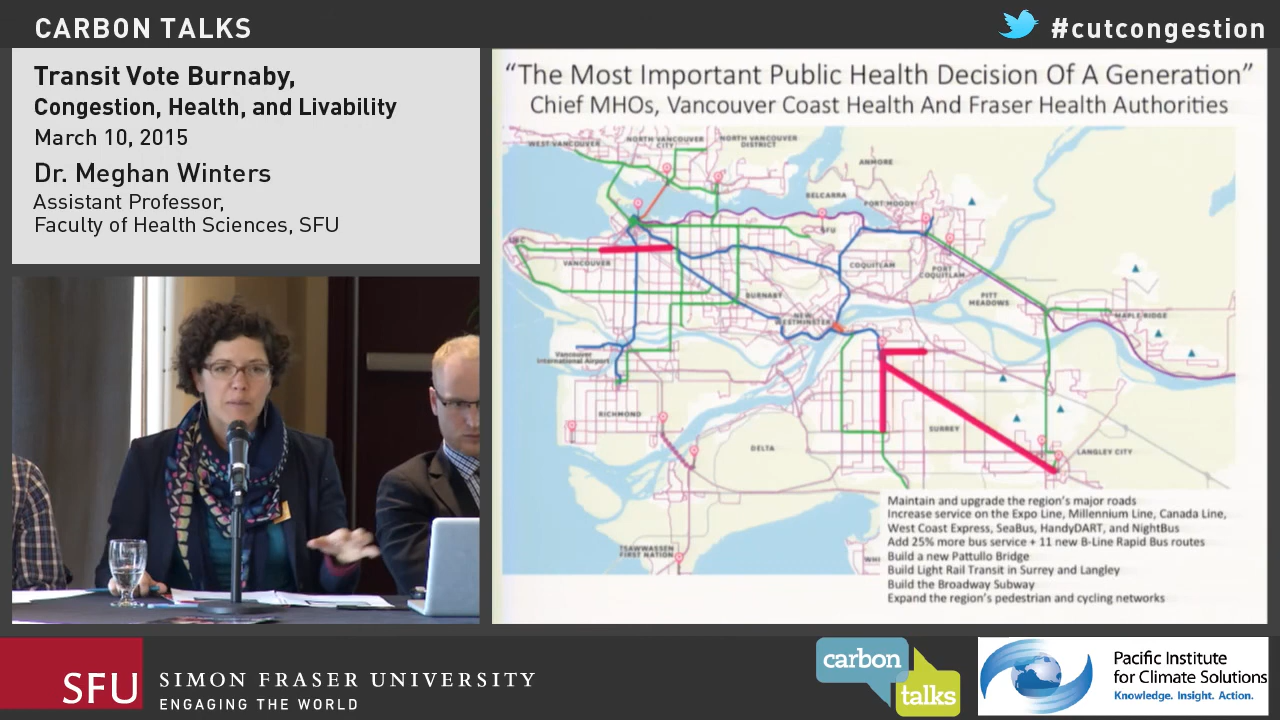 CARBON TALKS
#cutcongestion
Transit Vote Burnaby,
Congestion, Health, and Livability
March 10, 2015
Dr. Meghan Winters
Assistant Professor,
Faculty of Health Sciences, SFU
“The Most Important Public Health Decision Of A Generation”
Chief MHOs, Vancouver Coast Health And Fraser Health Authorities
WEST VANCOUVER
NORTH VANCOUVER
CITY
NORTH VANCOUVER
DISTRICT
ANMORE
BELCARRA
PORT MOODY
SFU
UBC
VANCOUVER
COQUITLAM
PORT
COQUITLAM
BURNABY
PITT
MEADOWS
MAPLE RIDGE
NEW
WESTMINSTER
Vancouver
International Airport
RICHMOND
SURREY
DELTA
LANGLEY CITY
TSAWWASSEN
FIRST NATION
WHI
Maintain and upgrade the region’s major roads
Increase service on the Expo Line, Millennium Line, Canada Line,
West Coast Express, SeaBus, HandyDART, and NightBus
Add 25% more bus service + 11 new B-Line Rapid Bus routes
Build a new Pattullo Bridge
Build Light Rail Transit in Surrey and Langley
Build the Broadway Subway
Expand the region’s pedestrian and cycling networks
SFU
SIMON FRASER UNIVERSITY
ENGAGING THE WORLD
carbon
talks
Pacific Institute
for Climate Solutions
Knowledge. Insight. Action.